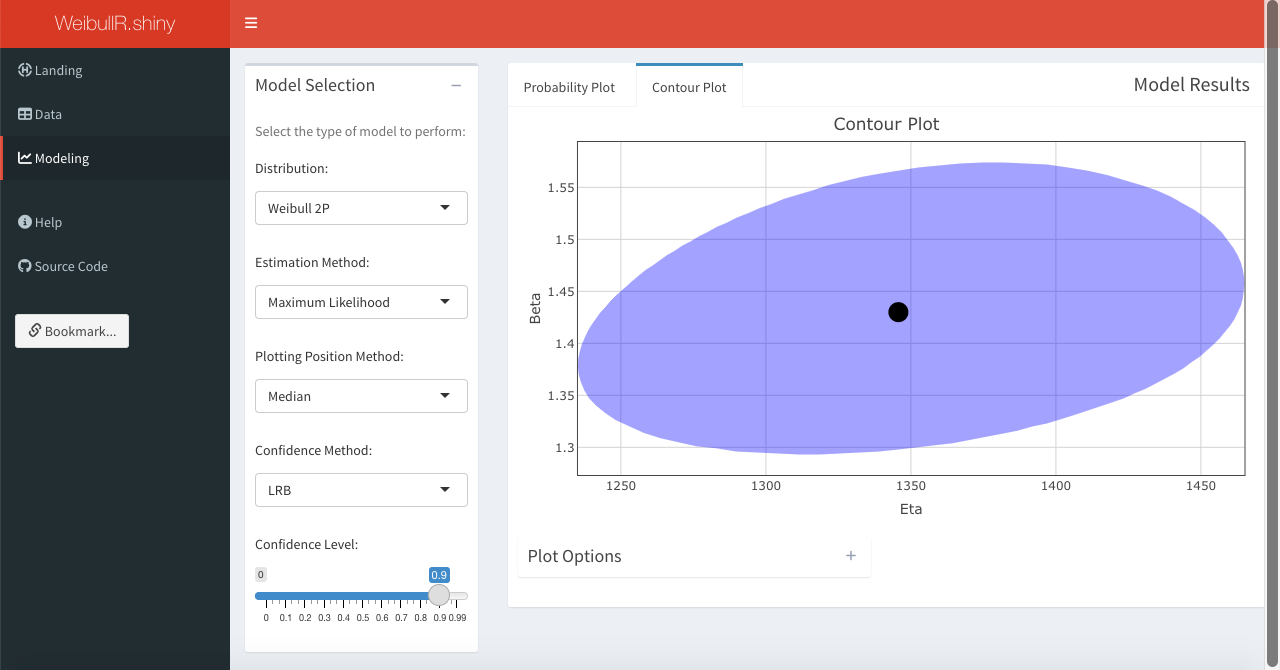 WeibullR.shiny
Landing
Data
Modeling
Help
Source Code
Bookmark...
Model Selection
Select the type of model to perform:
Distribution:
Weibull 2P
Estimation Method:
Maximum Likelihood
Plotting Position Method:
Median
Confidence Method:
LRB
Confidence Level:
0 0.9
0 0.1 0.2 0.3 0.4 0.5 0.6 0.7 0.8 0.9 0.99
Probability Plot Contour Plot Model Results
Contour Plot
1.55
1.5
1.45
1.4
1.35
1.3
Beta
1250 1300 1350 1400 1450
Eta
Plot Options